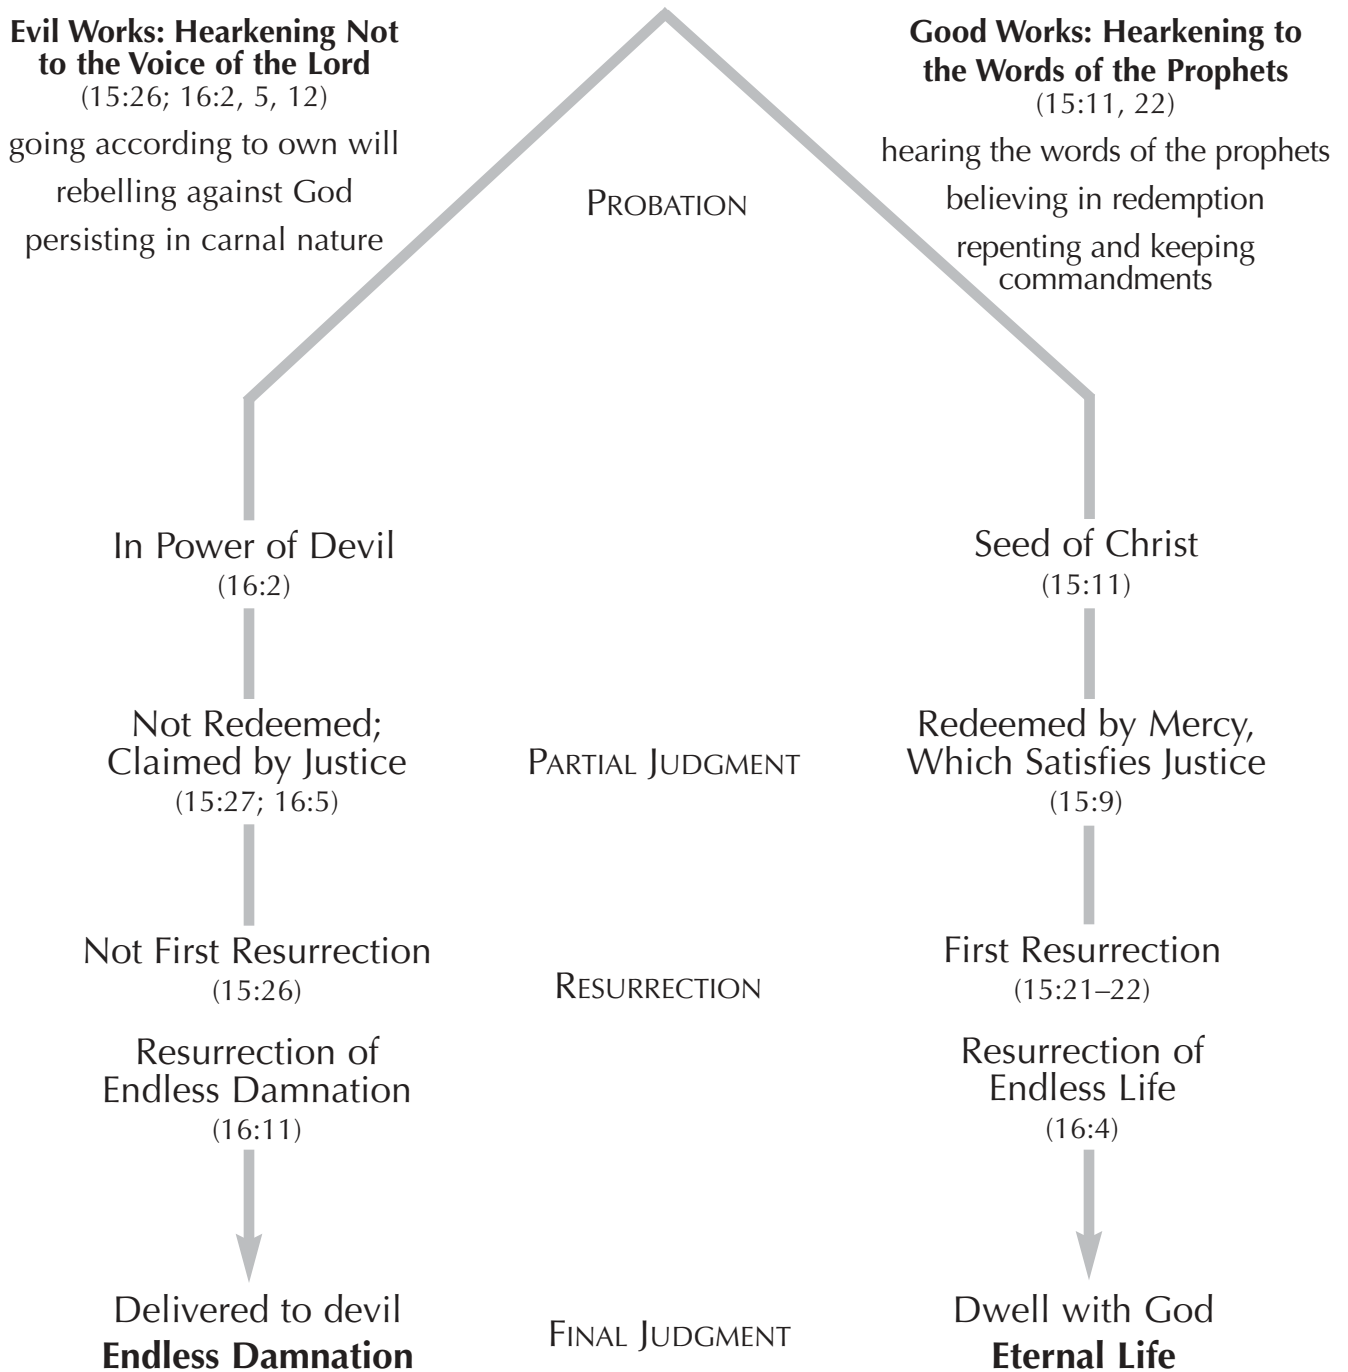 Evil Works: Hearkening Not
to the Voice of the Lord
(15:26; 16:2, 5, 12)
going according to own will
rebelling against God
persisting in carnal nature
PROBATION
Good Works: Hearkening to
the Words of the Prophets
(15:11, 22)
hearing the words of the prophets
believing in redemption
repenting and keeping
commandments
In Power of Devil
(16:2)
Seed of Christ
(15:11)
Not Redeemed;
Claimed by Justice
(15:27; 16:5)
PARTIAL JUDGMENT
Redeemed by Mercy,
Which Satisfies Justice
(15:9)
Not First Resurrection
(15:26)
RESURRECTION
First Resurrection
(15:21–22)
Resurrection of
Endless Damnation
(16:11)
Resurrection of
Endless Life
(16:4)
Delivered to devil
Endless Damnation
FINAL JUDGMENT
Dwell with God
Eternal Life